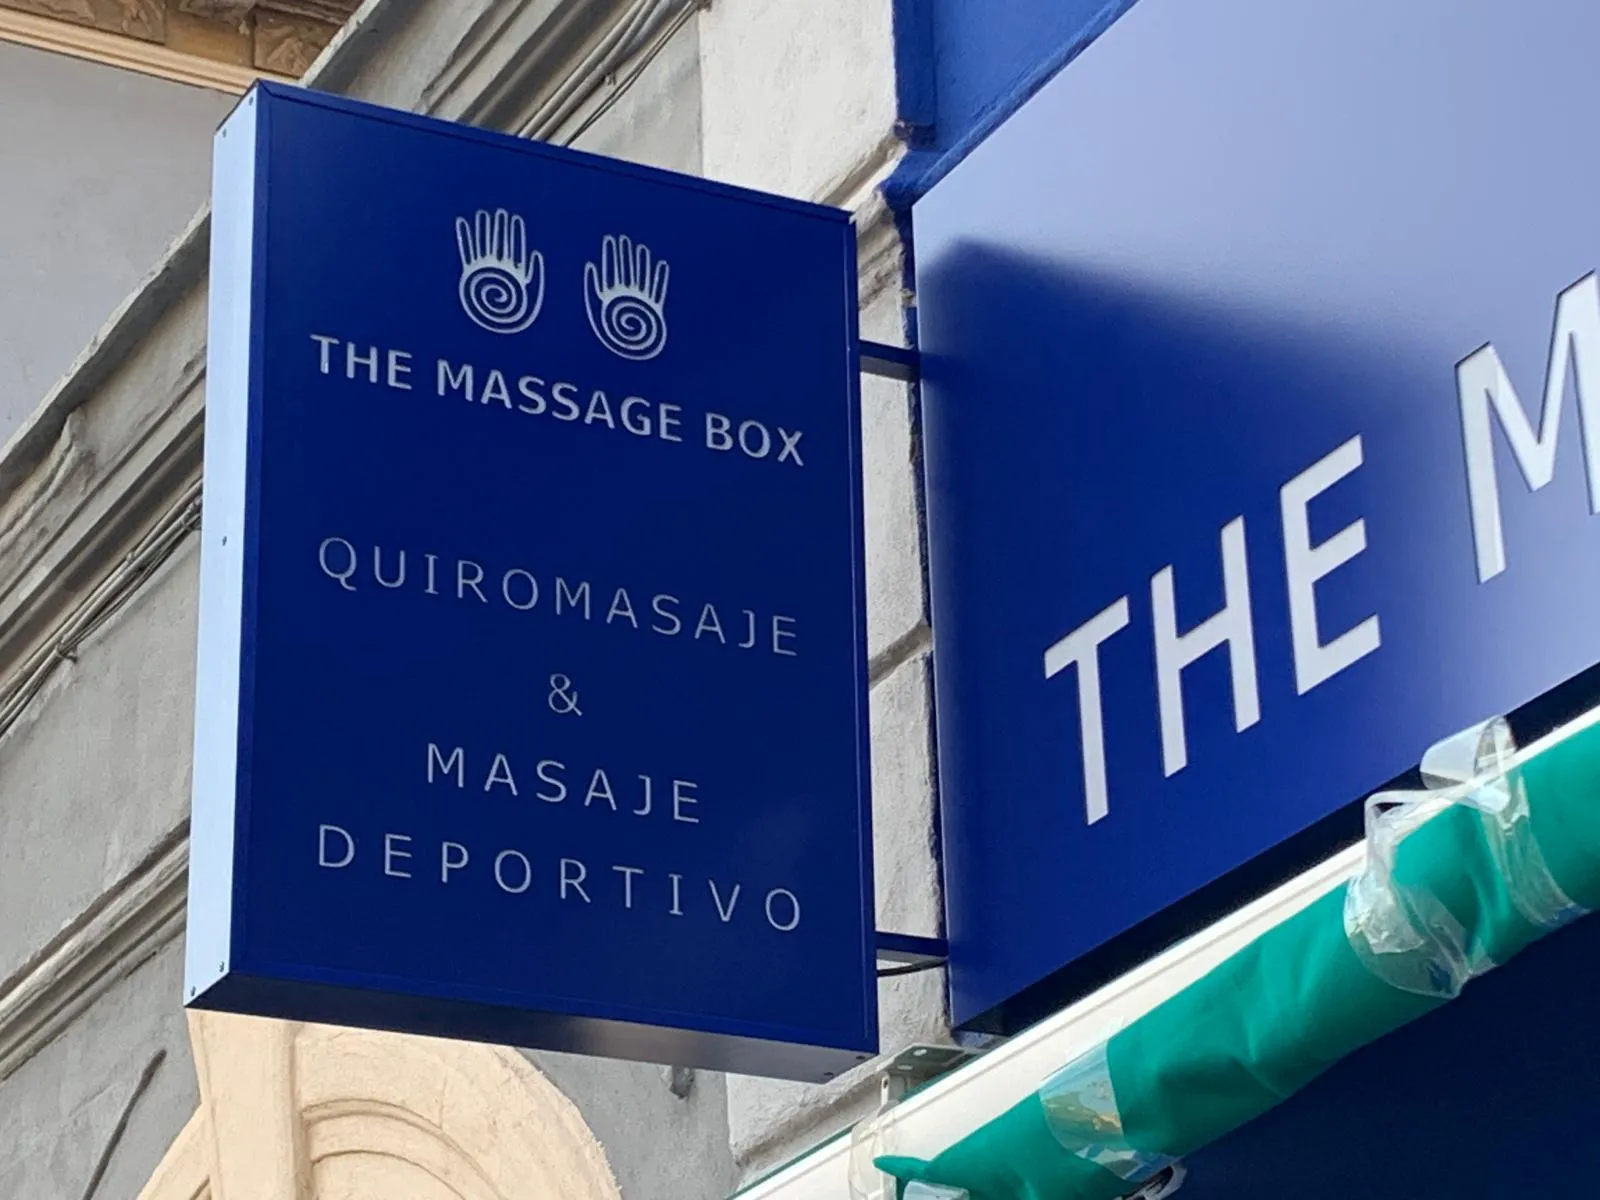 THE MASSAGE BOX
QUIROMASAJE
&
MASAJE
DEPORTIVO
THE M